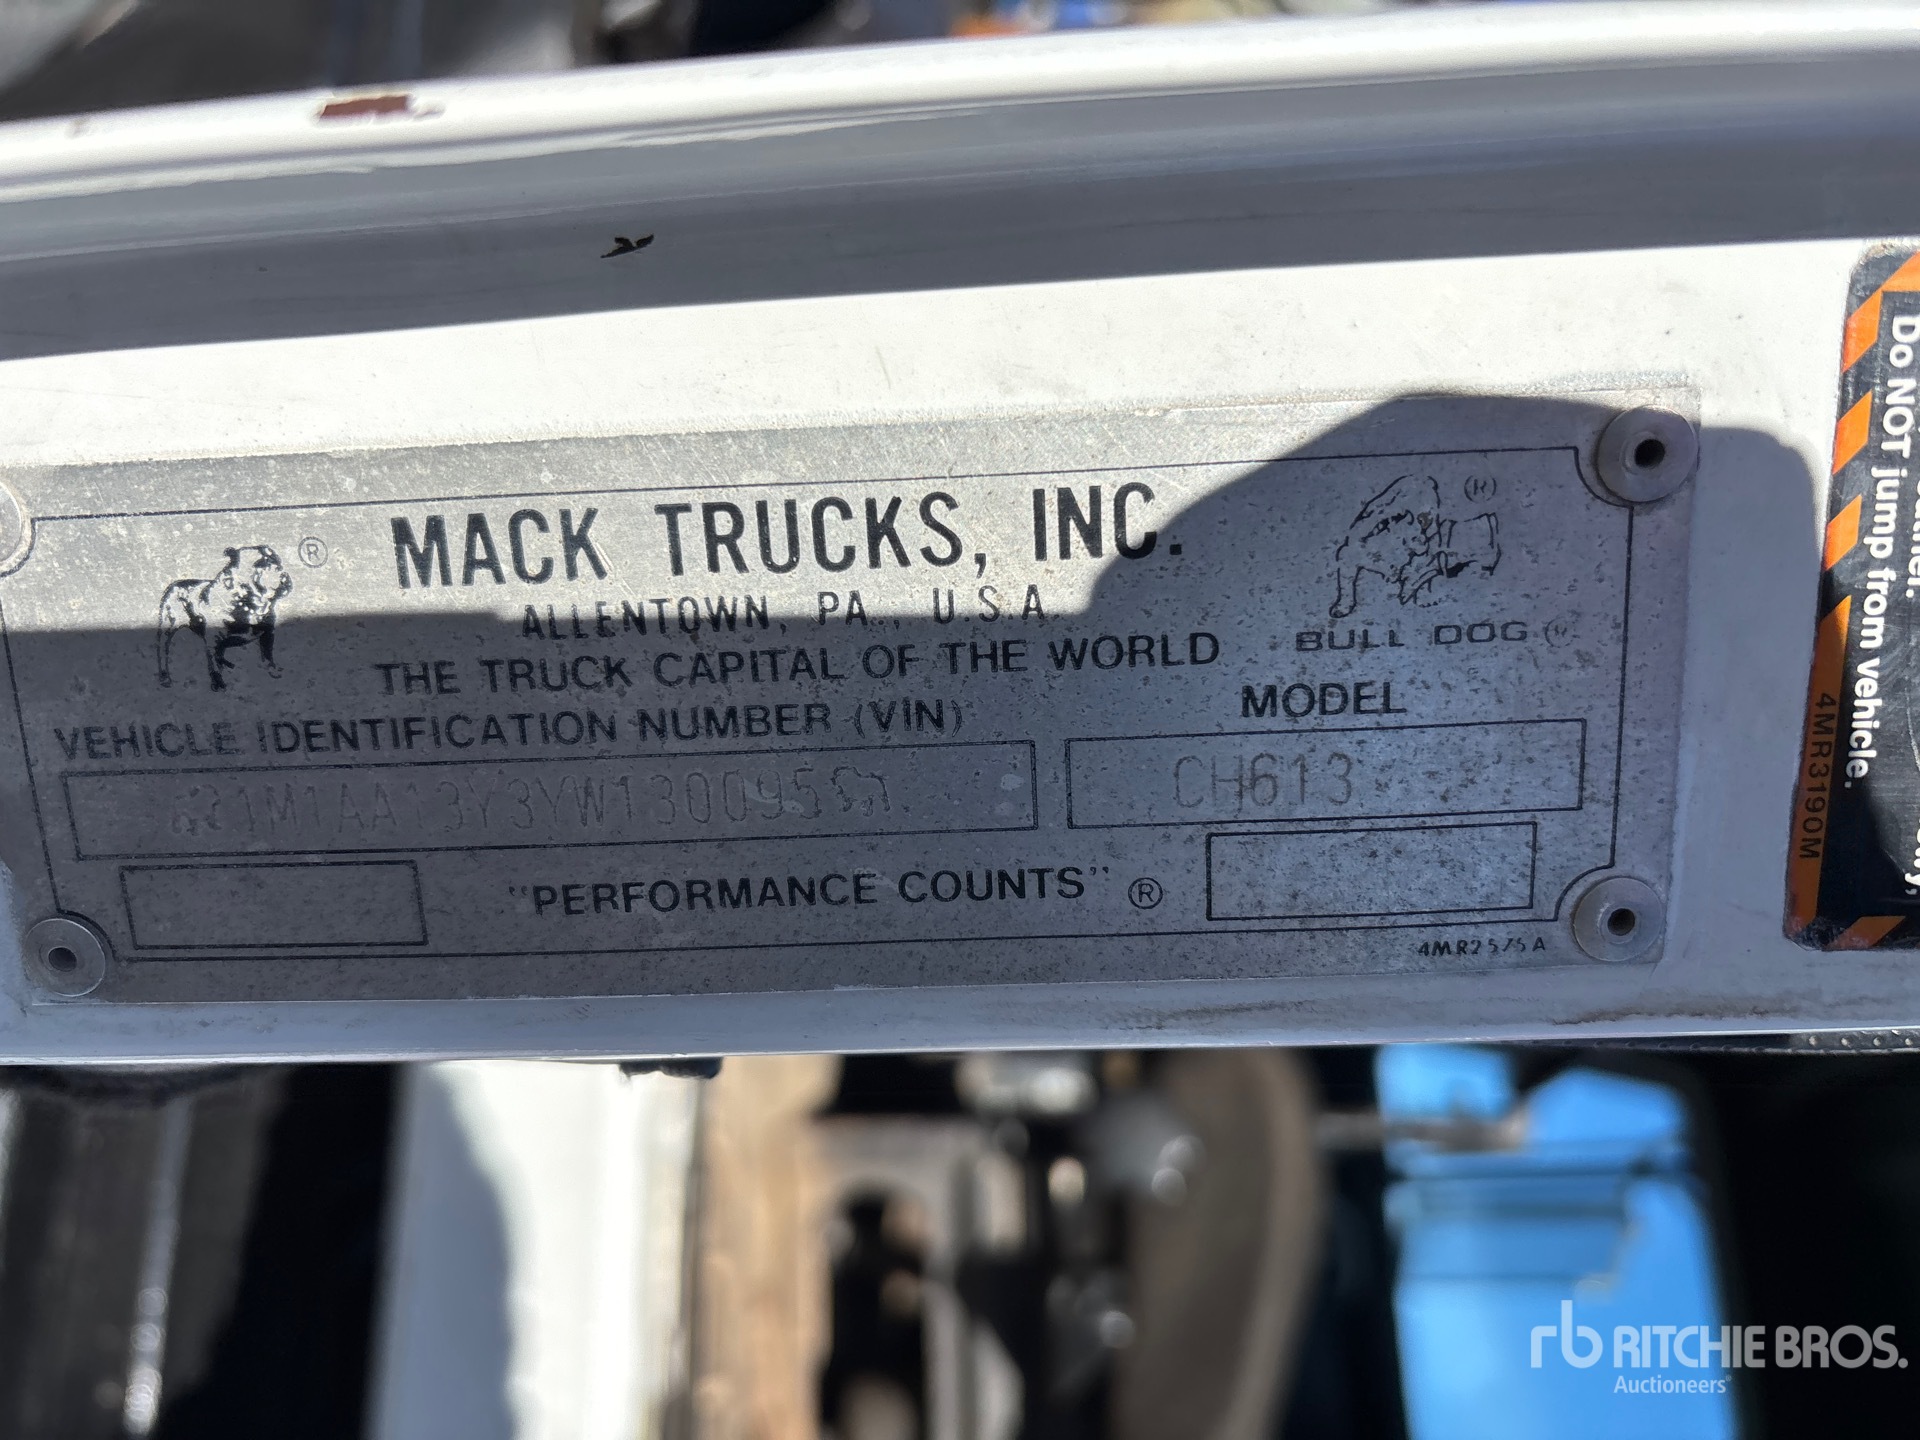 MACK TRUCKS, INC.
ALLENTOWN, PA., U.S.A.
THE TRUCK CAPITAL OF THE WORLD
BULL DOG ®
VEHICLE IDENTIFICATION NUMBER (VIN)
MODEL
CH613
"PERFORMANCE COUNTS" ®
4MR2575A
Do NOT jump from vehicle.
4MR3190M
rb RITCHIE BROS.
Auctioneers